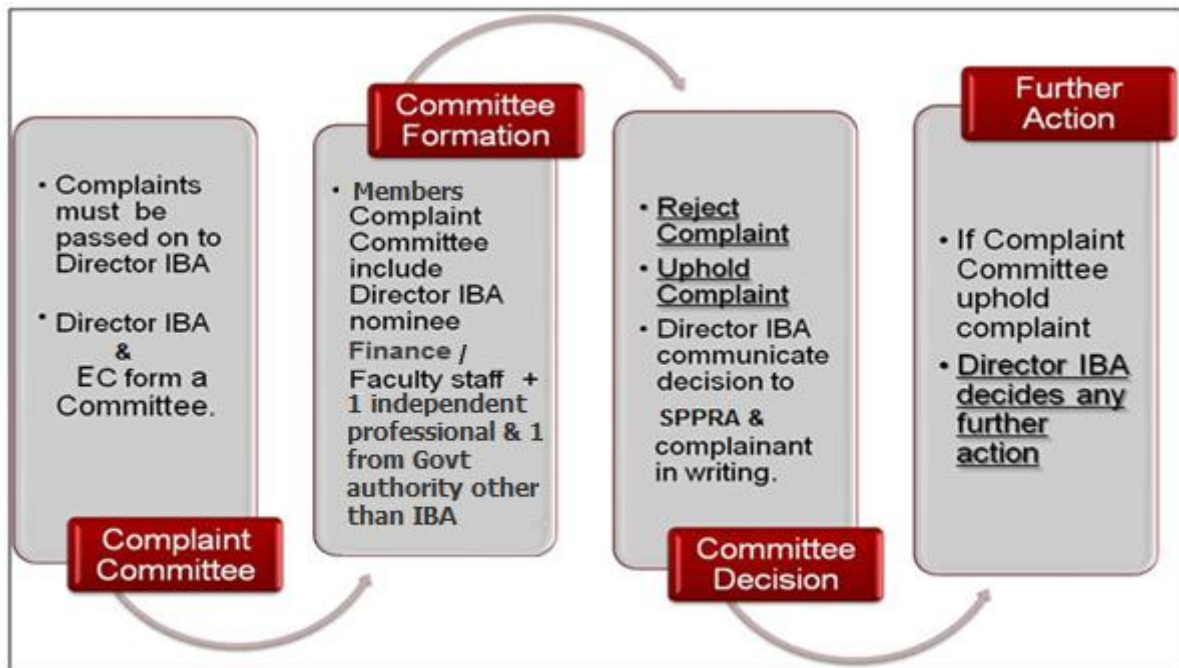 • Complaints
must be
passed on to
Director IBA
• Director IBA
&
EC form a
Committee.
Complaint
Committee
Committee
Formation
• Members
Complaint
Committee
include
Director IBA
nominee
Finance /
Faculty staff +
1 independent
professional & 1
from Govt
authority other
than IBA
• Reject
Complaint
• Uphold
Complaint
• Director IBA
communicate
decision to
SPPRA &
complainant
in writing.
Committee
Decision
Further
Action
• If Complaint
Committee
uphold
complaint
• Director IBA
decides any
further
action